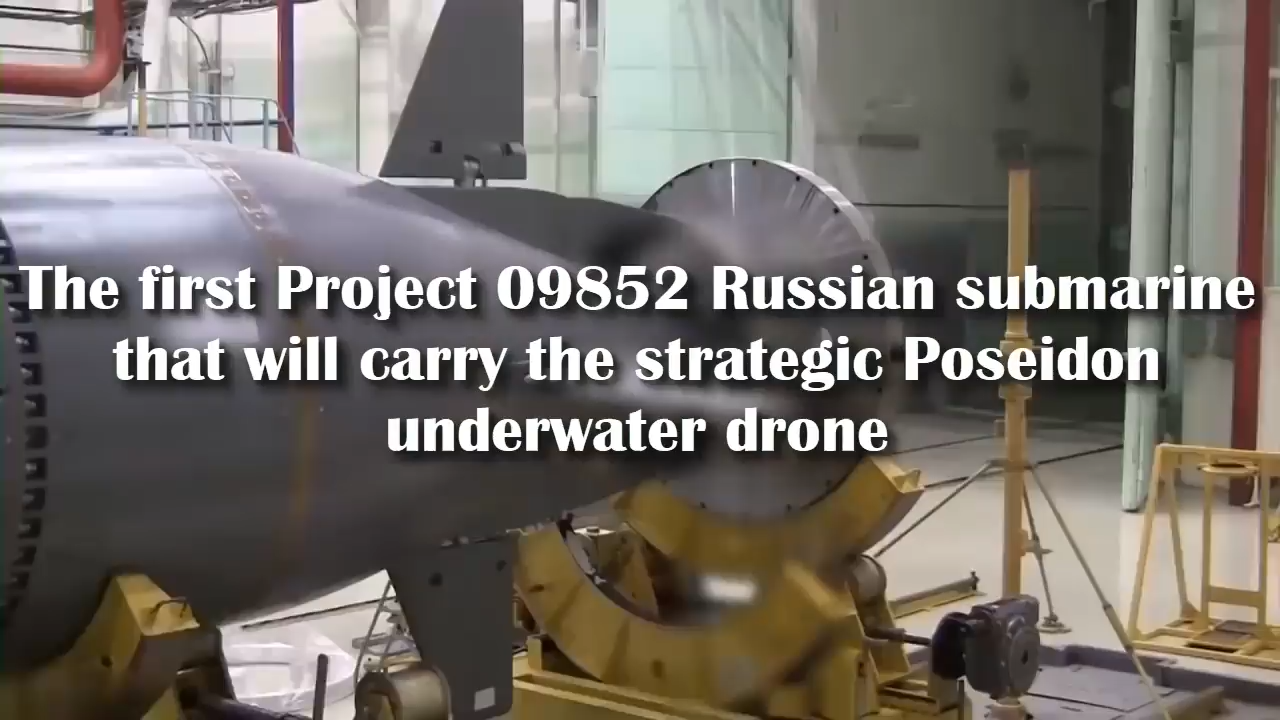 The first Project 09852 Russian submarine
that will carry the strategic Poseidon
underwater drone